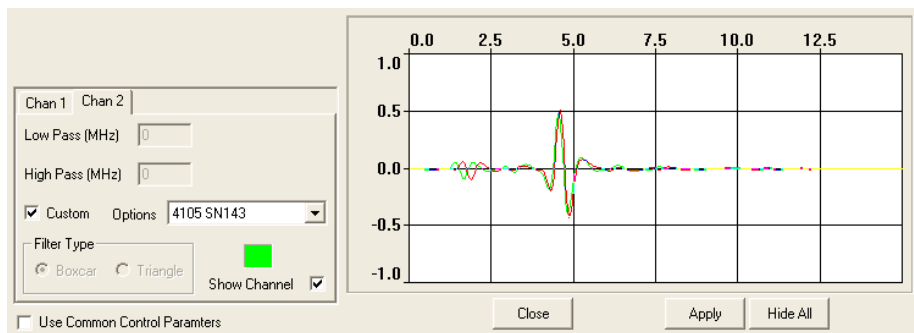 0.0 2.5 5.0 7.5 10.0 12.5
1.0
0.5
0.0
-0.5
-1.0
Chan 1 Chan 2
Low Pass (MHz) 0
High Pass (MHz) 0
Custom Options 4105 SN143
Filter Type
Boxcar Triangle
Show Channel
Use Common Control Paramters
Close Apply Hide All